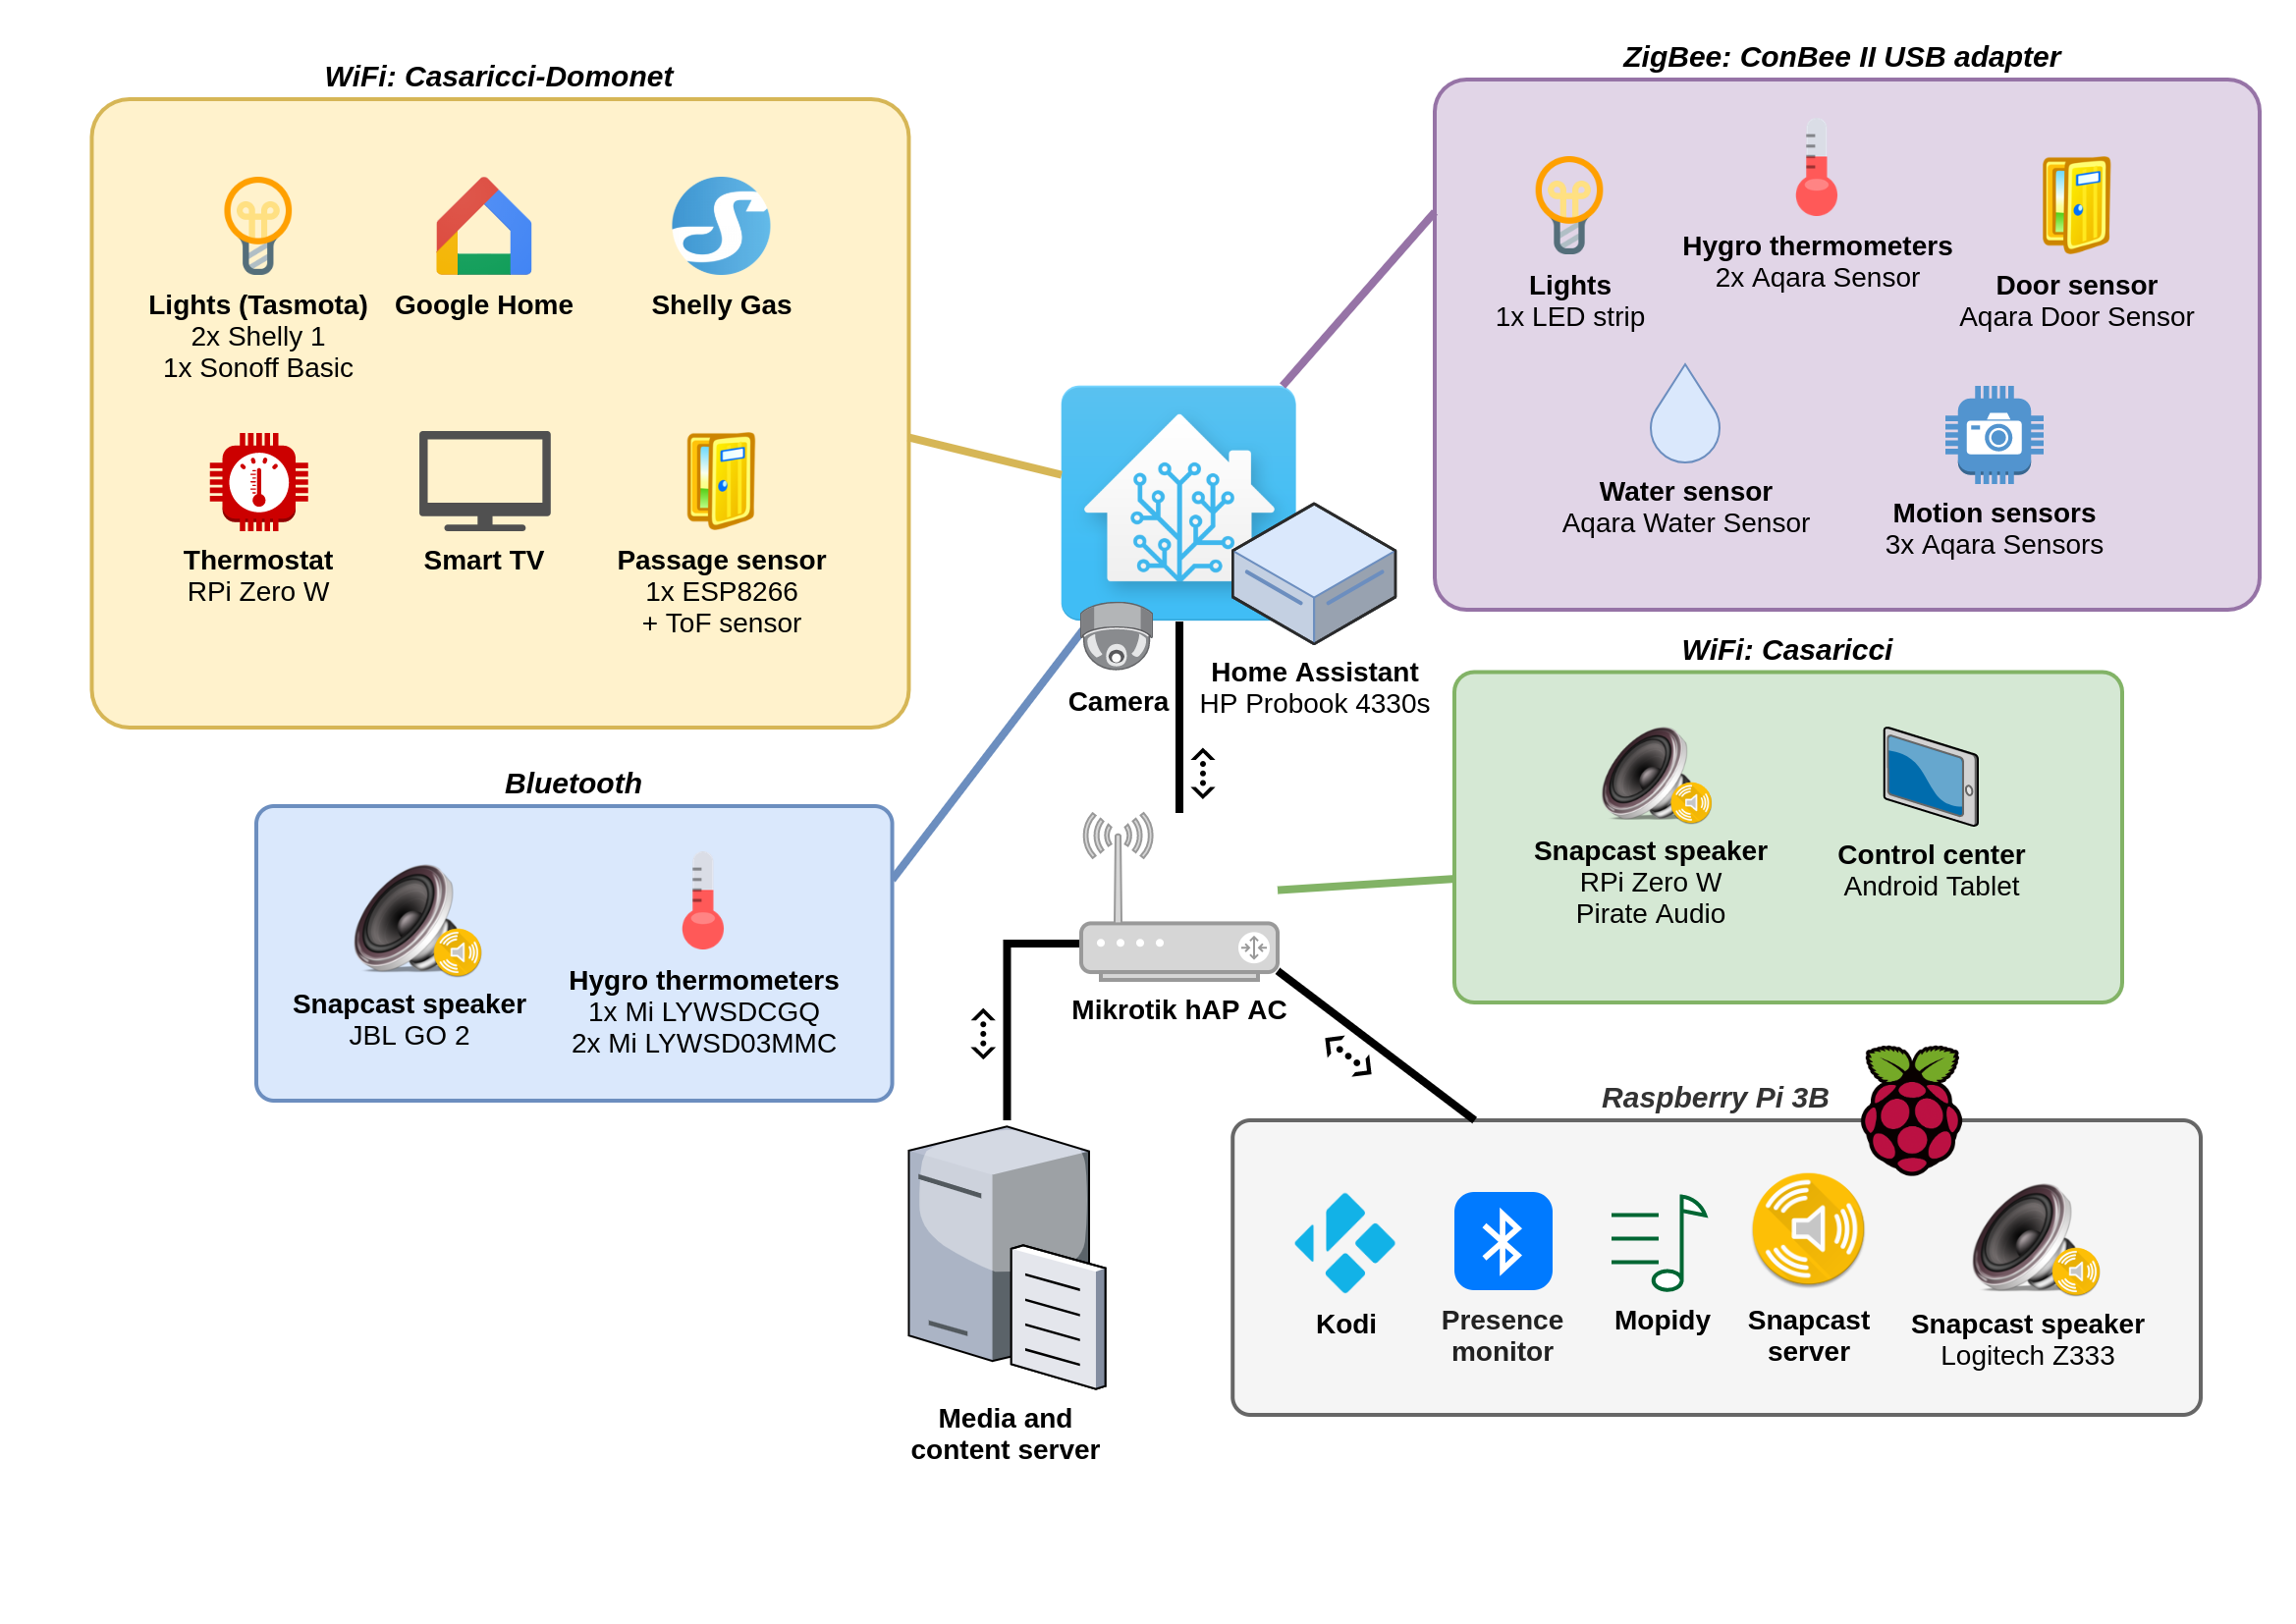 WiFi: Casaricci-Domonet
Lights (Tasmota)
2x Shelly 1
1x Sonoff Basic
Google Home
Shelly Gas
Thermostat
RPi Zero W
Smart TV
Passage sensor
1x ESP8266
+ ToF sensor
ZigBee: ConBee II USB adapter
Lights
1x LED strip
Hygro thermometers
2x Aqara Sensor
Door sensor
Aqara Door Sensor
Water sensor
Aqara Water Sensor
Motion sensors
3x Aqara Sensors
Camera
Home Assistant
HP Probook 4330s
WiFi: Casaricci
Snapcast speaker
RPi Zero W
Pirate Audio
Control center
Android Tablet
Bluetooth
Snapcast speaker
JBL GO 2
Hygro thermometers
1x Mi LYWSDCGQ
2x Mi LYWSD03MMC
Mikrotik hAP AC
Media and
content server
Raspberry Pi 3B
Kodi
Presence
monitor
Mopidy
Snapcast
server
Snapcast speaker
Logitech Z333